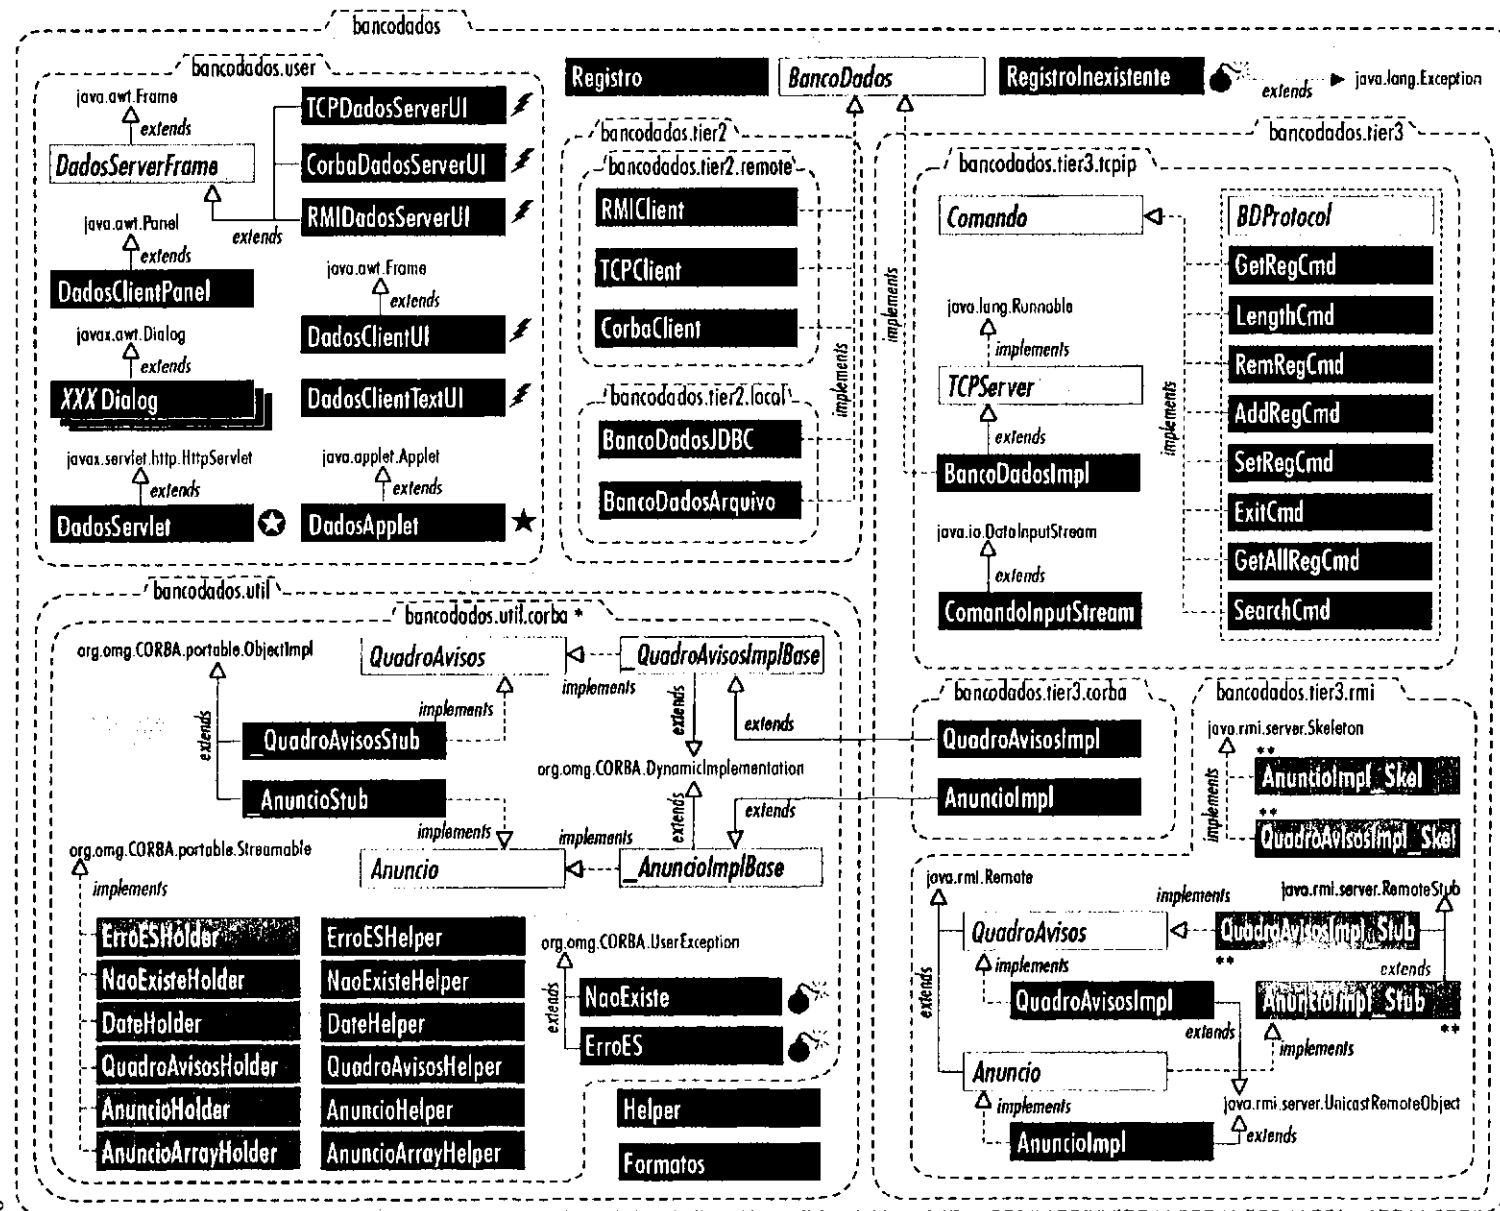 bancodados
bancodados.user
java.awt.Frame
extends
DadosServerFrame
TCPDadosServerUI
CorbaDadosServerUI
RMIDadosServerUI
extends
java.awt.Panel
extends
DadosClientPanel
java.awt.Frame
extends
DadosClientUI
javax.awt.Dialog
extends
XXX Dialog
DadosClientTextUI
javax.servlet.http.HttpServlet
extends
DadosServlet
java.applet.Applet
extends
DadosApplet
Registro
BancoDados
RegistroInexistente
extends
java.lang.Exception
bancodados.tier2
bancodados.tier2.remote
RMIClient
TCPClient
CorbaClient
implements
bancodados.tier2.local
BancoDadosJDBC
BancoDadosArquivo
implements
bancodados.tier3
bancodados.tier3.tcpip
Comando
BDProtocol
GetRegCmd
LengthCmd
RemRegCmd
AddRegCmd
SetRegCmd
ExitCmd
GetAllRegCmd
SearchCmd
implements
java.lang.Runnable
implements
TCPServer
extends
BancoDadosImpl
java.io.DataInputStream
extends
ComandoInputStream
bancodados.util
bancodados.util.corba *
org.omg.CORBA.portable.ObjectImpl
extends
QuadroAvisos
implements
_QuadroAvisosImplBase
implements
_QuadroAvisosStub
extends
extends
org.omg.CORBA.DynamicImplementation
_AnuncioStub
implements
extends
extends
implements
Anuncio
_AnuncioImplBase
org.omg.CORBA.portable.Streamable
implements
ErroESHolder
NaoExisteHolder
DateHolder
QuadroAvisosHolder
AnuncioHolder
AnuncioArrayHolder
ErroESHelper
NaoExisteHelper
DateHelper
QuadroAvisosHelper
AnuncioHelper
AnuncioArrayHelper
org.omg.CORBA.UserException
extends
NaoExiste
ErroES
Helper
Formatos
bancodados.tier3.corba
QuadroAvisosImpl
AnuncioImpl
bancodados.tier3.rmi
java.rmi.server.Skeleton
implements
**
AnuncioImpl_Skel
**
QuadroAvisosImpl_Skel
java.rmi.Remote
extends
implements
java.rmi.server.RemoteStub
QuadroAvisos
QuadroAvisosImpl_Stub
**
implements
extends
QuadroAvisosImpl
AnuncioImpl_Stub
**
extends
implements
Anuncio
implements
java.rmi.server.UnicastRemoteObject
AnuncioImpl
extends